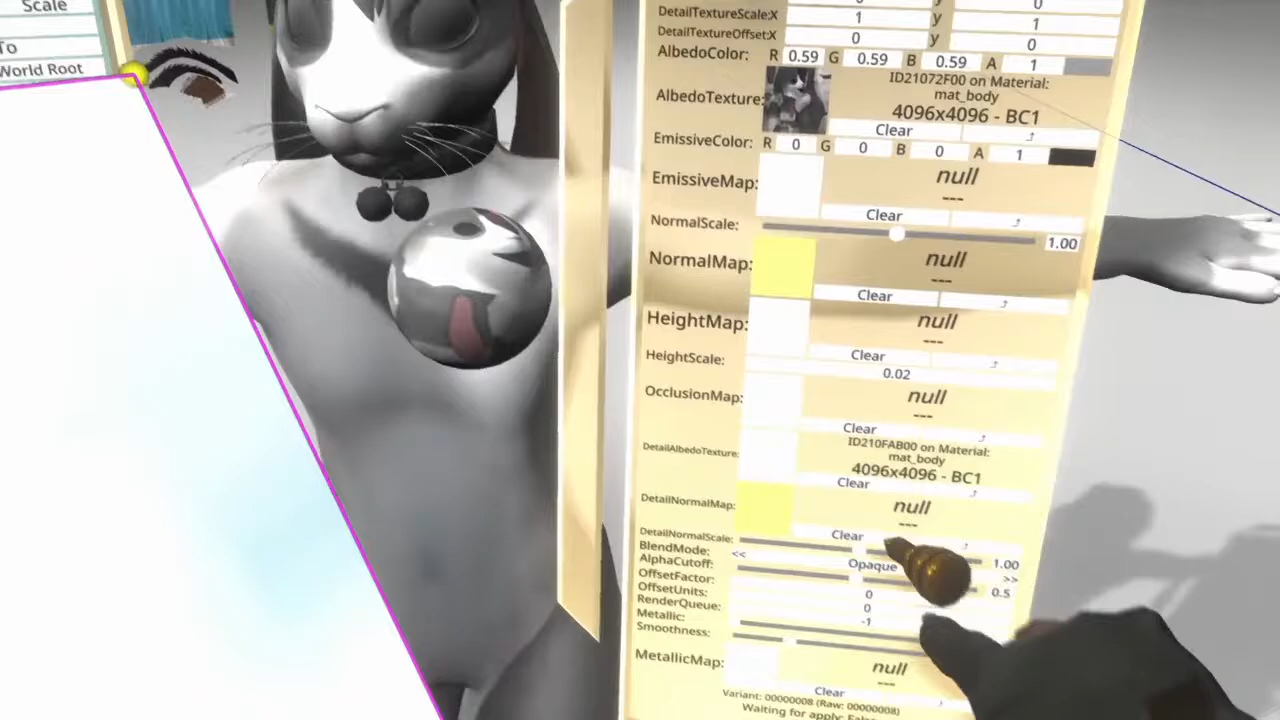 Scale
To
World Root
DetailTextureScale:X 1 y 1
DetailTextureOffset:X 0 y 0
AlbedoColor: R 0.59 G 0.59 B 0.59 A 1
AlbedoTexture: ID21072F00 on Material:
mat_body
4096x4096 - BC1
Clear
EmissiveColor: R 0 G 0 B 0 A 1
EmissiveMap: null
---
Clear
NormalScale: 1.00
NormalMap: null
---
Clear
HeightMap: null
---
Clear
HeightScale: 0.02
OcclusionMap: null
---
Clear
DetailAlbedoTexture: ID210FAB00 on Material:
mat_body
4096x4096 - BC1
Clear
DetailNormalMap: null
---
Clear
DetailNormalScale: 1.00
BlendMode: << Opaque >>
AlphaCutoff: 0.5
OffsetFactor: 0
OffsetUnits: 0
RenderQueue: -1
Metallic:
Smoothness:
MetallicMap: null
---
Clear
Variant: 00000008 (Raw: 00000008)
Waiting for apply: